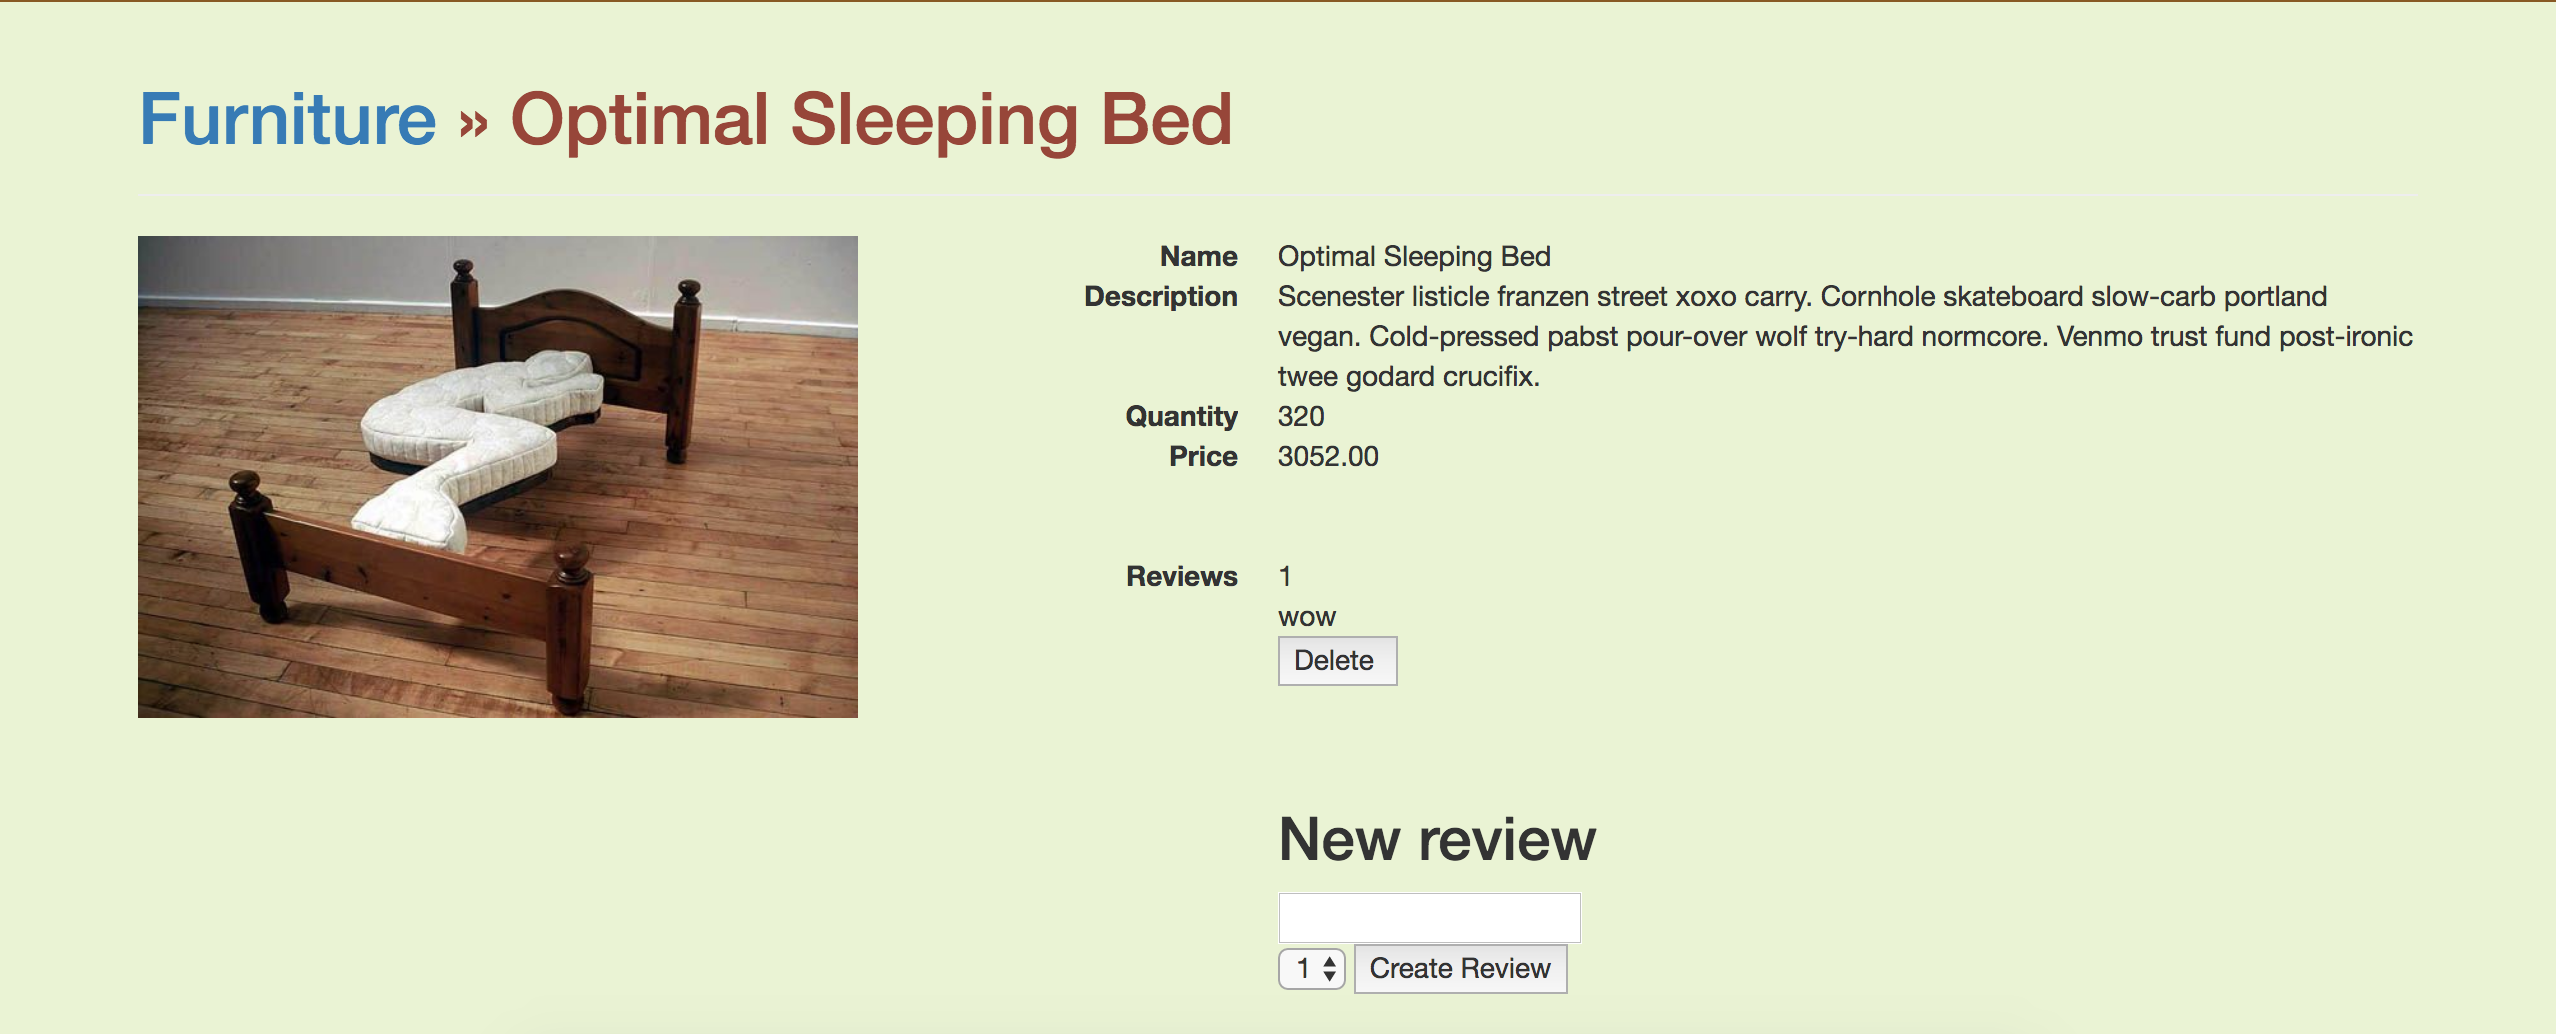 Furniture » Optimal Sleeping Bed
Name Optimal Sleeping Bed
Description Scenester listicle franzen street xoxo carry. Cornhole skateboard slow-carb portland
vegan. Cold-pressed pabst pour-over wolf try-hard normcore. Venmo trust fund post-ironic
twee godard crucifix.
Quantity 320
Price 3052.00
Reviews 1
wow
Delete
New review
1 Create Review